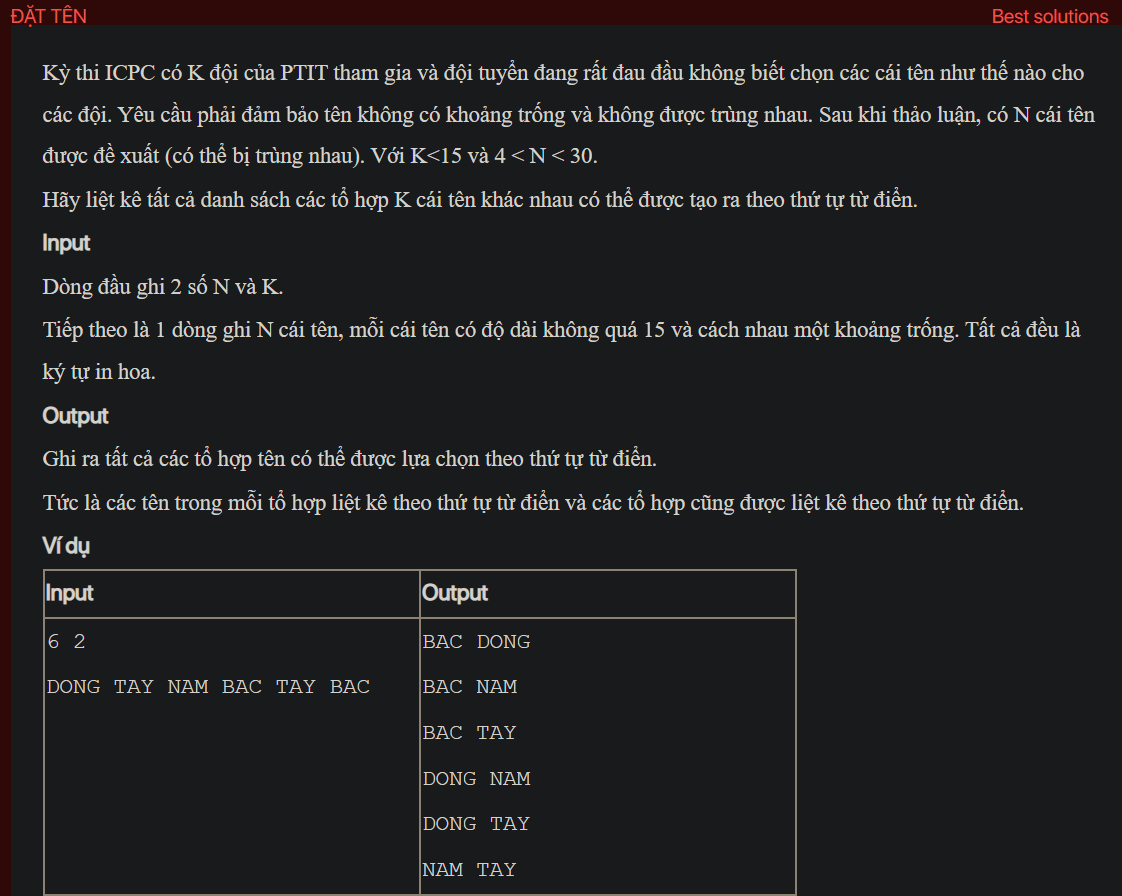 ĐẶT TÊN
Best solutions
Kỳ thi ICPC có K đội của PTIT tham gia và đội tuyển đang rất đau đầu không biết chọn các cái tên như thế nào cho
các đội. Yêu cầu phải đảm bảo tên không có khoảng trống và không được trùng nhau. Sau khi thảo luận, có N cái tên
được đề xuất (có thể bị trùng nhau). Với K<15 và 4 < N < 30.
Hãy liệt kê tất cả danh sách các tổ hợp K cái tên khác nhau có thể được tạo ra theo thứ tự từ điển.
Input
Dòng đầu ghi 2 số N và K.
Tiếp theo là 1 dòng ghi N cái tên, mỗi cái tên có độ dài không quá 15 và cách nhau một khoảng trống. Tất cả đều là
ký tự in hoa.
Output
Ghi ra tất cả các tổ hợp tên có thể được lựa chọn theo thứ tự từ điển.
Tức là các tên trong mỗi tổ hợp liệt kê theo thứ tự từ điển và các tổ hợp cũng được liệt kê theo thứ tự từ điển.
Ví dụ
Input
Output
6 2
DONG TAY NAM BAC TAY BAC
BAC DONG
BAC NAM
BAC TAY
DONG NAM
DONG TAY
NAM TAY